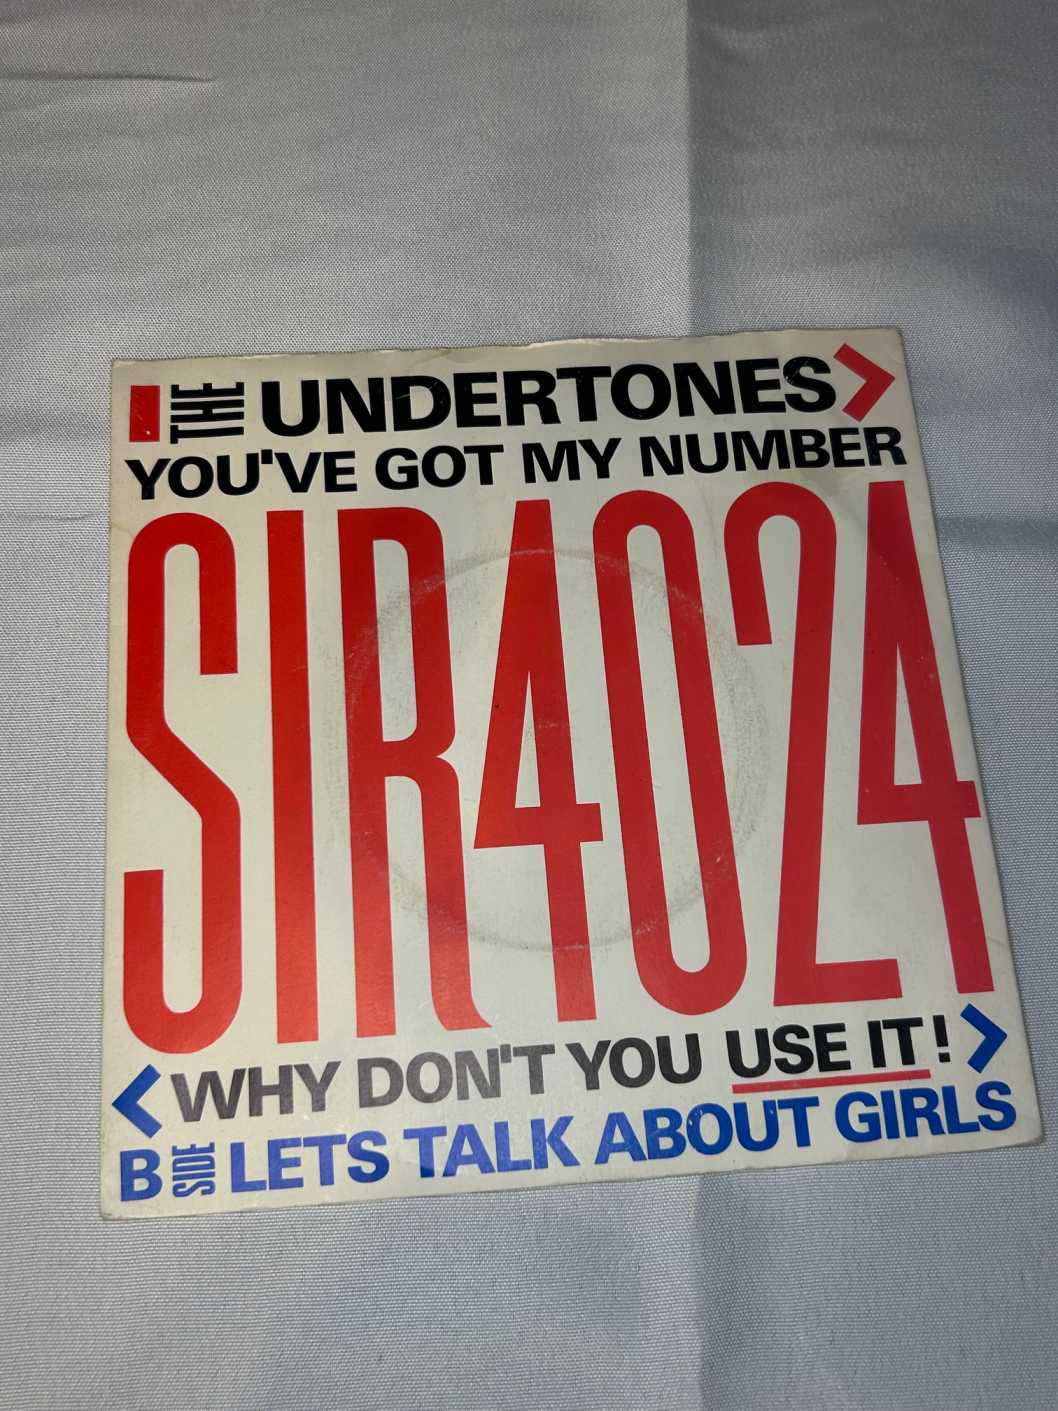 THE UNDERTONES
YOU'VE GOT MY NUMBER
SIR4024
WHY DON'T YOU USE IT!
B SIDE LETS TALK ABOUT GIRLS